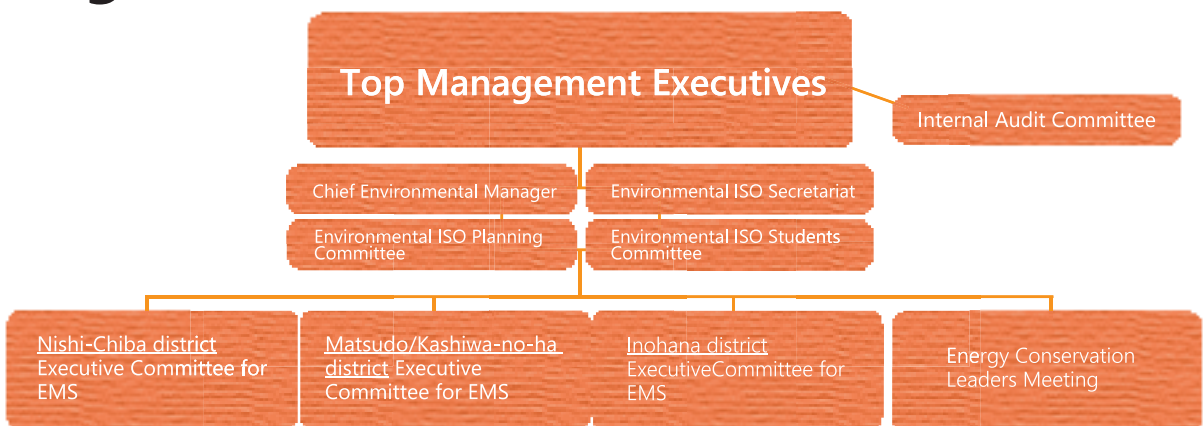 Top Management Executives
Internal Audit Committee
Chief Environmental Manager
Environmental ISO Secretariat
Environmental ISO Planning
Committee
Environmental ISO Students
Committee
Nishi-Chiba district
Executive Committee for
EMS
Matsudo/Kashiwa-no-ha
district Executive
Committee for EMS
Inohana district
ExecutiveCommittee for
EMS
Energy Conservation
Leaders Meeting